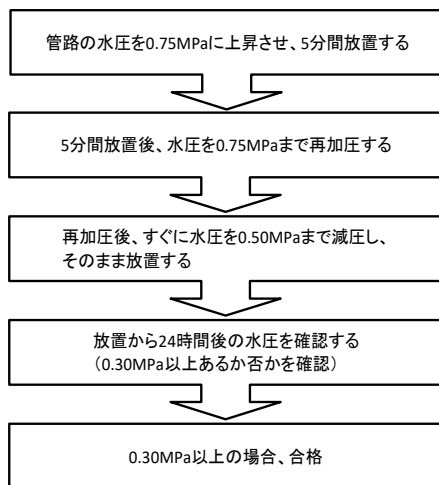 管路の水圧を0.75MPaに上昇させ、5分間放置する
5分間放置後、水圧を0.75MPaまで再加圧する
再加圧後、すぐに水圧を0.50MPaまで減圧し、
そのまま放置する
放置から24時間後の水圧を確認する
（0.30MPa以上あるか否かを確認）
0.30MPa以上の場合、合格